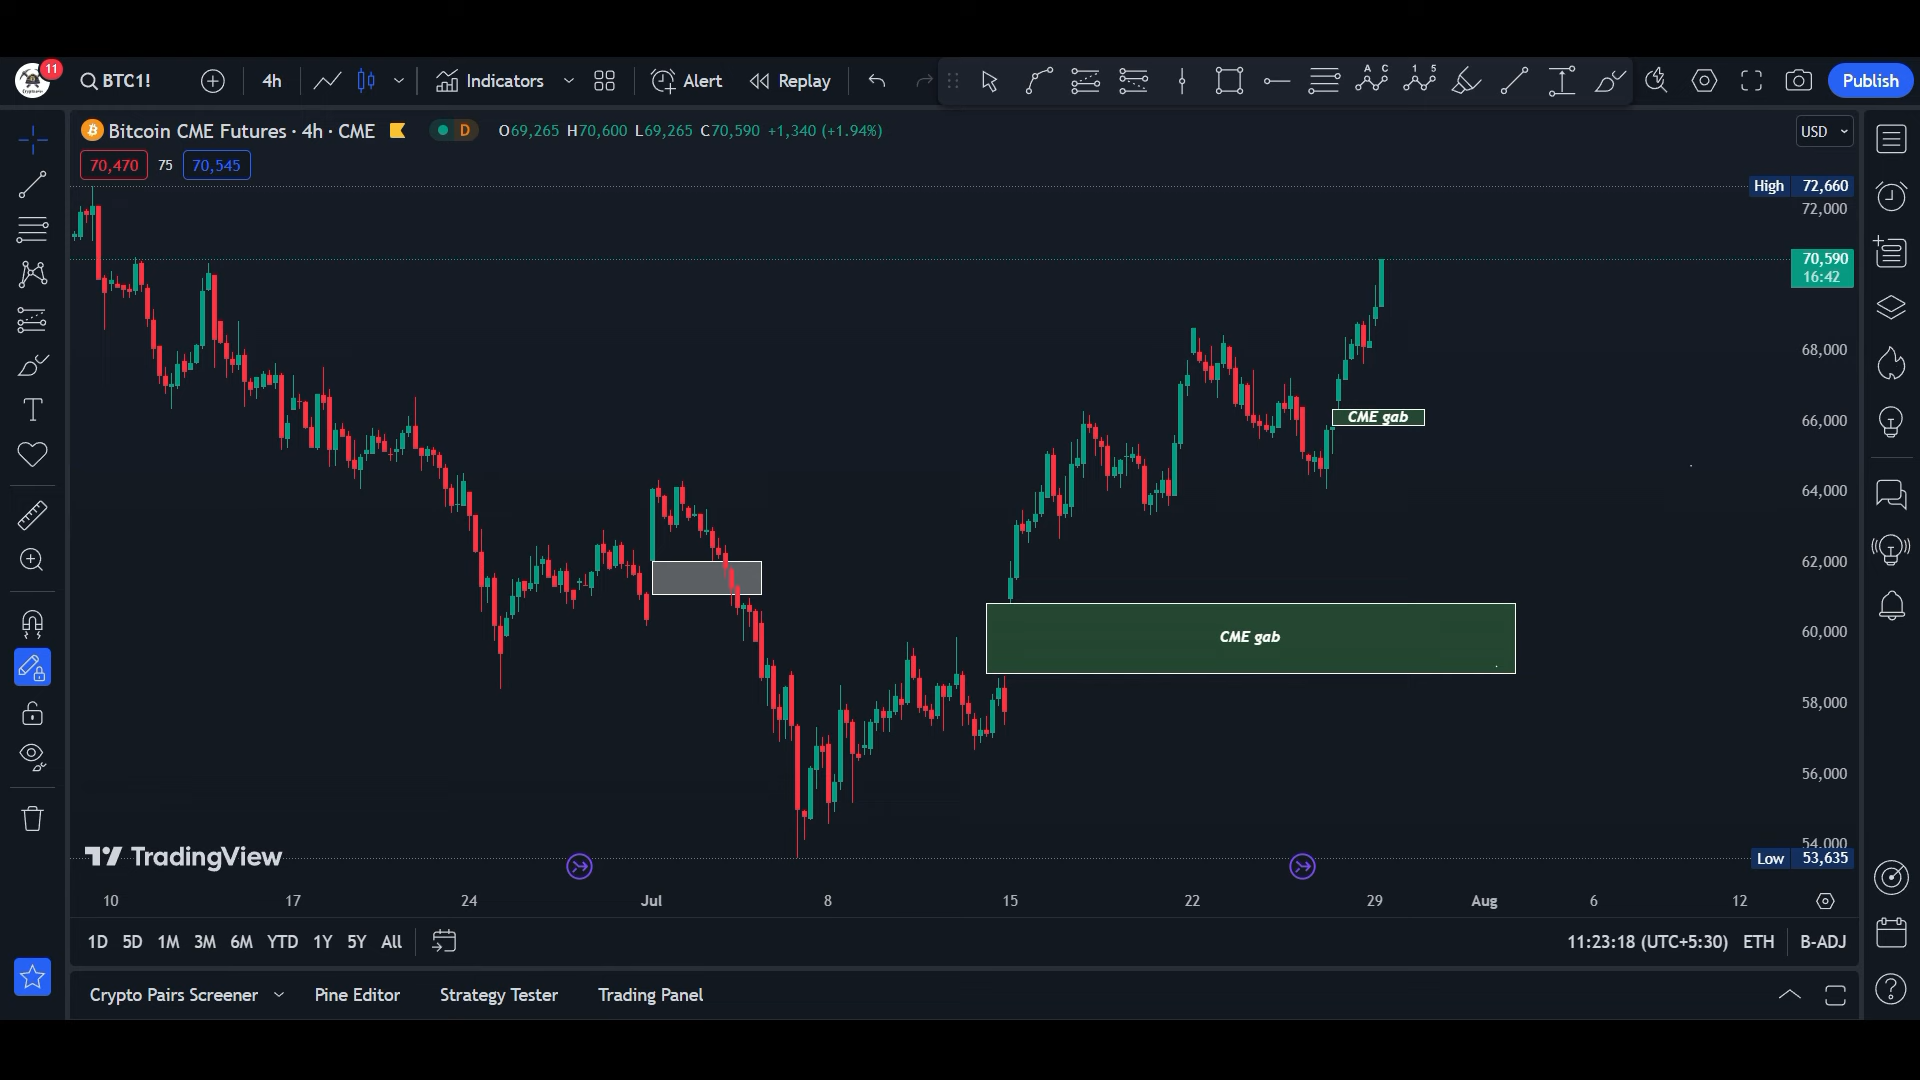 11
BTC1! 4h Indicators Alert Replay Publish
Bitcoin CME Futures · 4h · CME D O69,265 H70,600 L69,265 C70,590 +1,340 (+1.94%) USD
70,470 75 70,545
High 72,660
72,000
70,590
16:42
68,000
CME gab
66,000
64,000
62,000
60,000
CME gab
58,000
56,000
54,000
TradingView
Low 53,635
10 17 24 Jul 8 15 22 29 Aug 6 12
1D 5D 1M 3M 6M YTD 1Y 5Y All 11:23:18 (UTC+5:30) ETH B-ADJ
Crypto Pairs Screener Pine Editor Strategy Tester Trading Panel